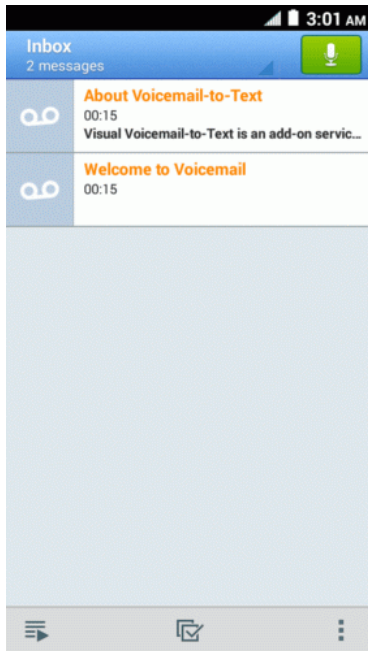 3:01 AM
Inbox
2 messages
About Voicemail-to-Text
00:15
Visual Voicemail-to-Text is an add-on servic...
Welcome to Voicemail
00:15